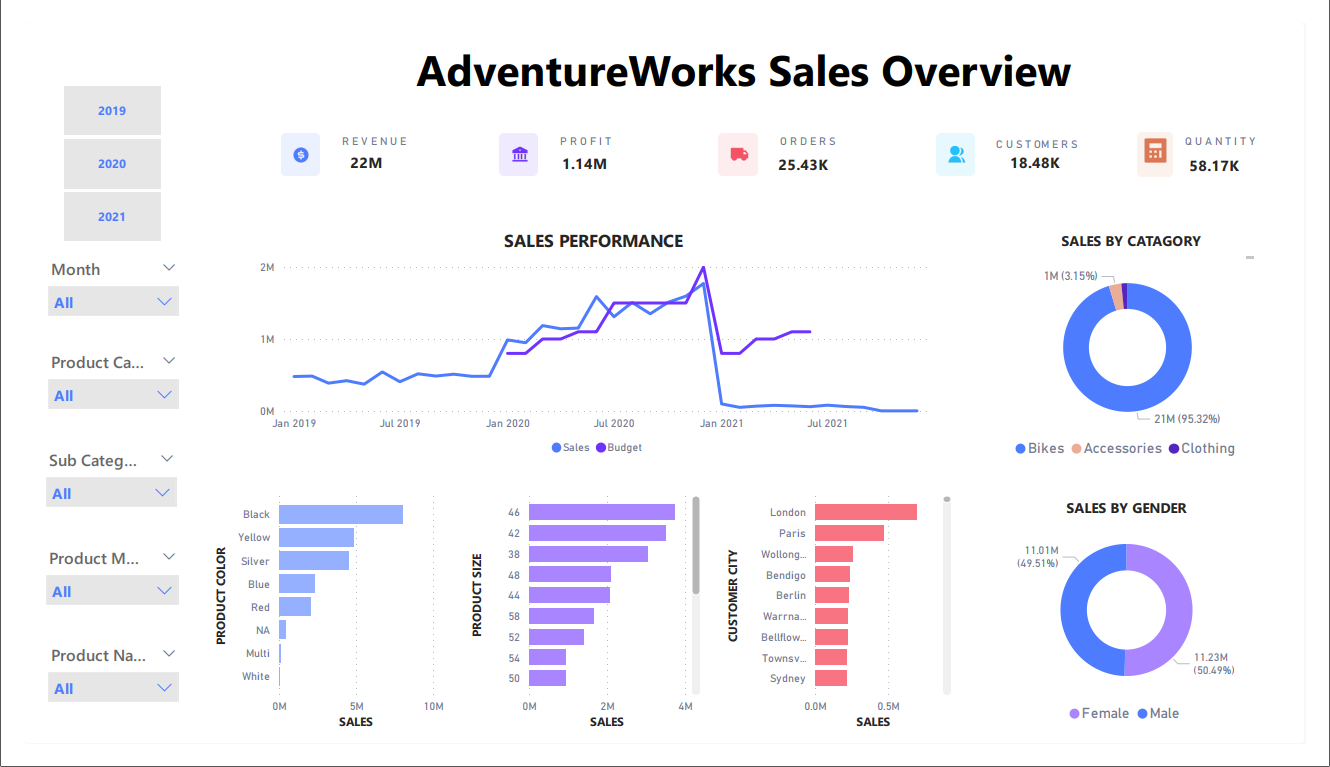 AdventureWorks Sales Overview
2019
2020
2021
REVENUE
22M
PROFIT
1.14M
ORDERS
25.43K
CUSTOMERS
18.48K
QUANTITY
58.17K
Month
All
Product Ca...
All
Sub Categ...
All
Product M...
All
Product Na...
All
SALES PERFORMANCE
2M
1M
0M
Jan 2019
Jul 2019
Jan 2020
Jul 2020
Jan 2021
Jul 2021
Sales
Budget
SALES BY CATAGORY
1M (3.15%)
21M (95.32%)
Bikes
Accessories
Clothing
PRODUCT COLOR
Black
Yellow
Silver
Blue
Red
NA
Multi
White
0M
5M
10M
SALES
PRODUCT SIZE
46
42
38
48
44
58
52
54
50
0M
2M
4M
SALES
CUSTOMER CITY
London
Paris
Wollong...
Bendigo
Berlin
Warrna...
Bellflow...
Townsv...
Sydney
0.0M
0.5M
SALES
SALES BY GENDER
11.01M
(49.51%)
11.23M
(50.49%)
Female
Male